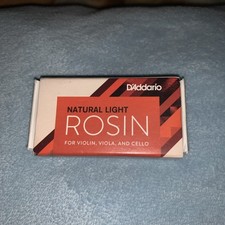 D'Addario
NATURAL LIGHT
ROSIN
FOR VIOLIN, VIOLA, AND CELLO